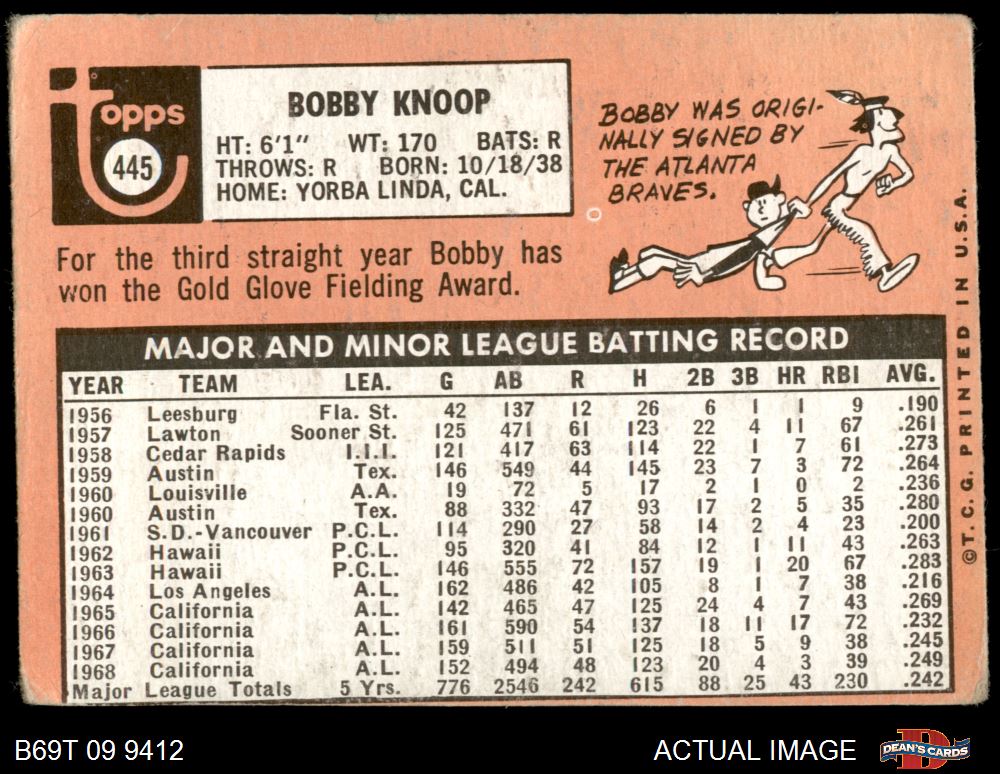 topps
445
BOBBY KNOOP
HT: 6'1" WT: 170 BATS: R
THROWS: R BORN: 10/18/38
HOME: YORBA LINDA, CAL.
BOBBY WAS ORIGI-
NALLY SIGNED BY
THE ATLANTA
BRAVES.
For the third straight year Bobby has
won the Gold Glove Fielding Award.
MAJOR AND MINOR LEAGUE BATTING RECORD
YEAR TEAM LEA. G AB R H 2B 3B HR RBI AVG.
1956 Leesburg Fla. St. 42 137 12 26 6 1 1 9 .190
1957 Lawton Sooner St. 125 471 61 123 22 4 11 67 .261
1958 Cedar Rapids I.I.I. 121 417 63 114 22 1 7 61 .273
1959 Austin Tex. 146 549 44 145 23 7 3 72 .264
1960 Louisville A.A. 19 72 5 17 2 1 0 2 .236
1960 Austin Tex. 88 332 47 93 17 2 5 35 .280
1961 S.D.-Vancouver P.C.L. 114 290 27 58 14 2 4 23 .200
1962 Hawaii P.C.L. 95 320 41 84 12 1 11 43 .263
1963 Hawaii P.C.L. 146 555 72 157 19 1 20 67 .283
1964 Los Angeles A.L. 162 486 42 105 8 1 7 38 .216
1965 California A.L. 142 465 47 125 24 4 7 43 .269
1966 California A.L. 161 590 54 137 18 11 17 72 .232
1967 California A.L. 159 511 51 125 18 5 9 38 .245
1968 California A.L. 152 494 48 123 20 4 3 39 .249
Major League Totals 5 Yrs. 776 2546 242 615 88 25 43 230 .242
©T.C.G. PRINTED IN U.S.A.
B69T 09 9412
ACTUAL IMAGE
DEAN'S CARDS